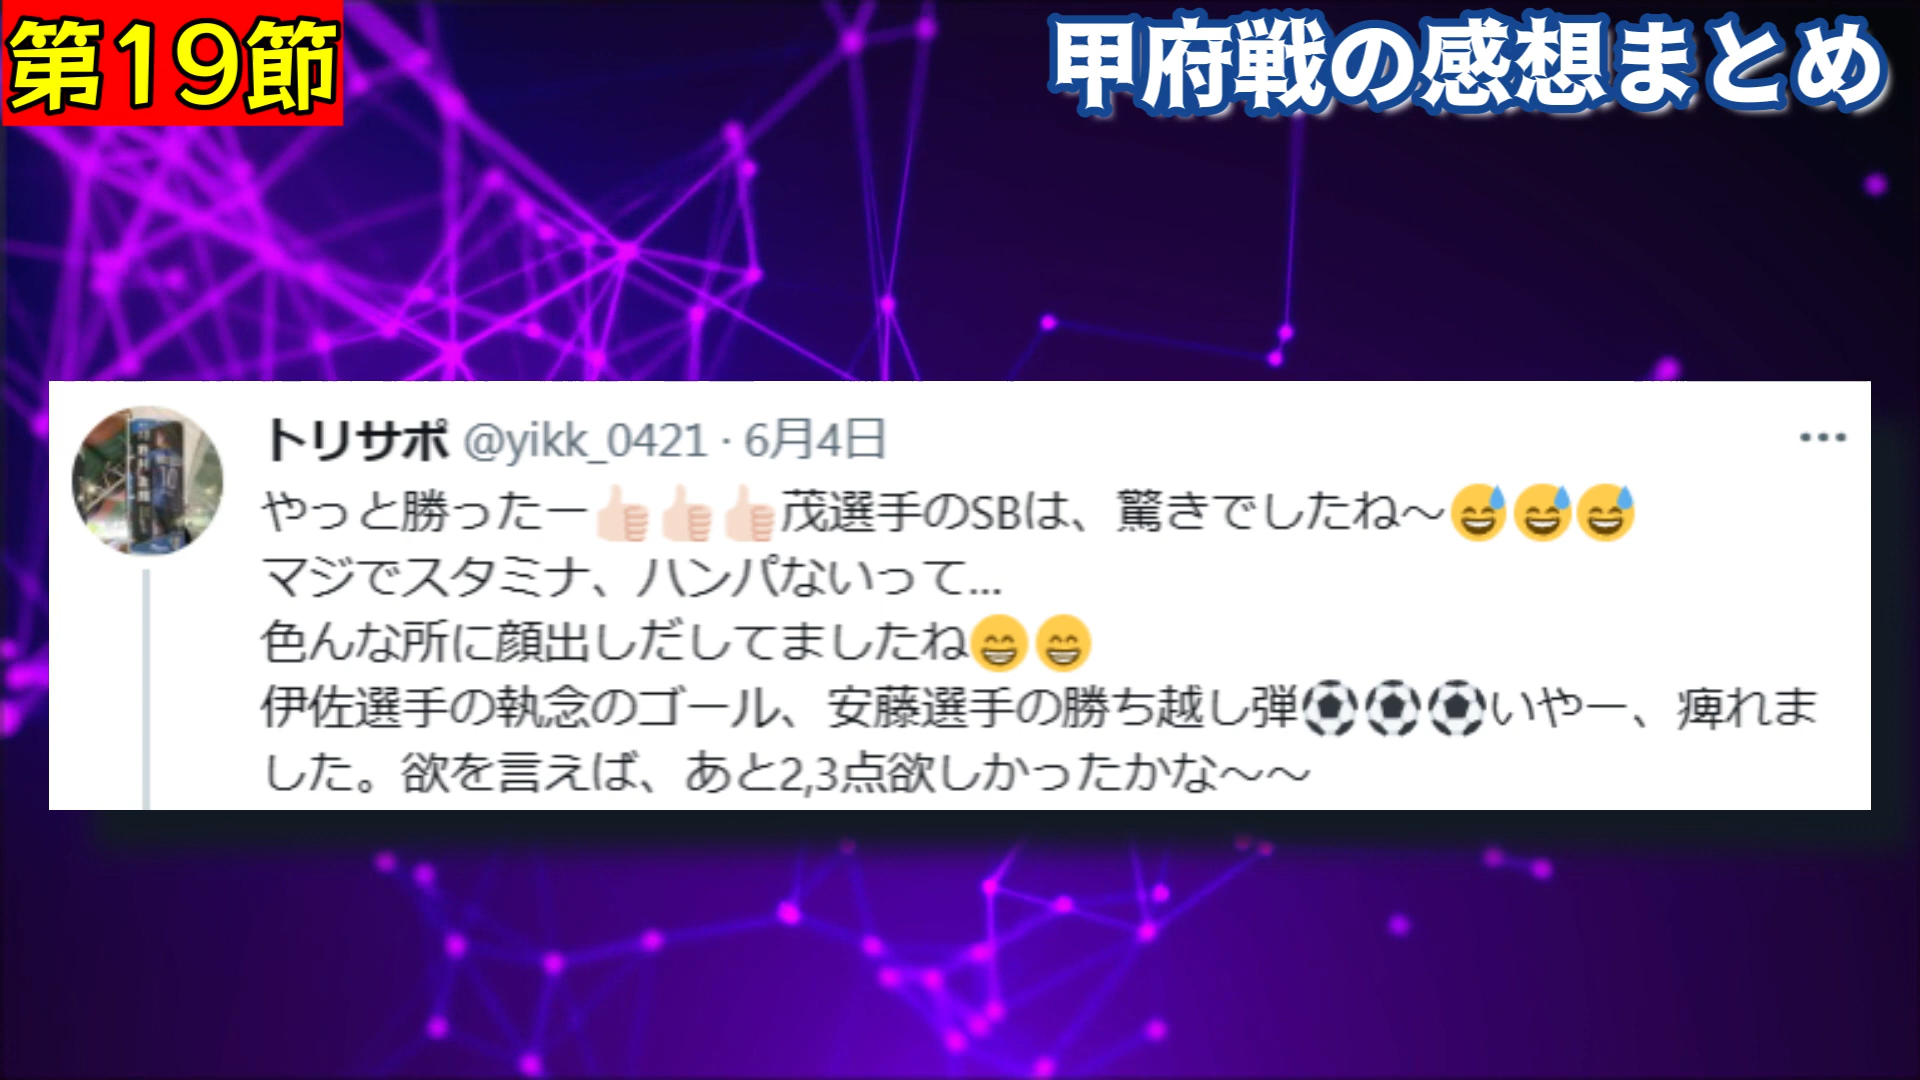 第19節
甲府戦の感想まとめ
トリサポ @yikk_0421 · 6月4日
やっと勝ったー👍🏻👍🏻👍🏻茂選手のSBは、驚きでしたね〜😅😅😅
マジでスタミナ、ハンパないって...
色んな所に顔出しだしてましたね😁😁
伊佐選手の執念のゴール、安藤選手の勝ち越し弾⚽⚽⚽いやー、痺れま
した。欲を言えば、あと2,3点欲しかったかな〜〜